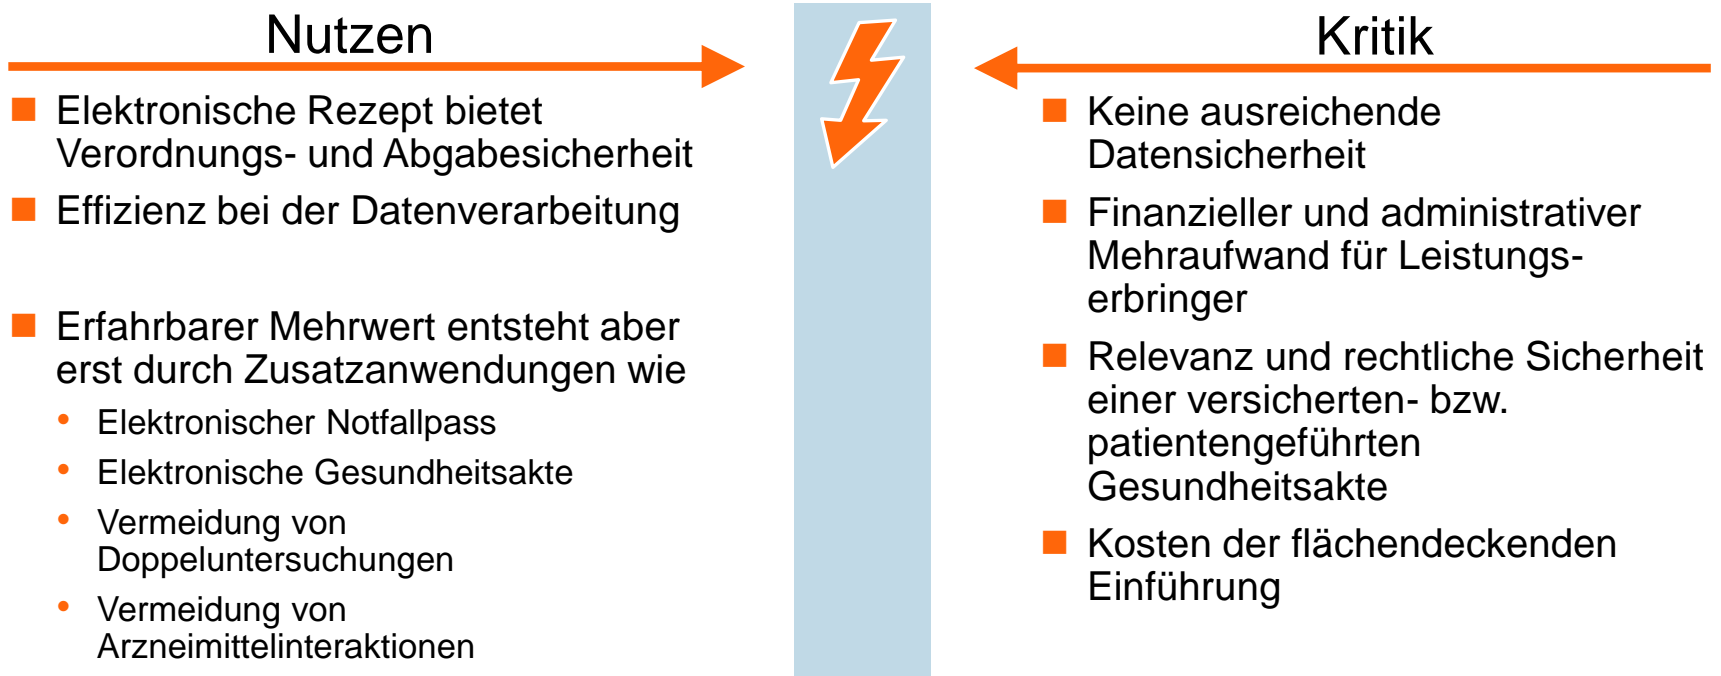 Nutzen
Elektronische Rezept bietet
Verordnungs- und Abgabesicherheit
Effizienz bei der Datenverarbeitung
Erfahrbarer Mehrwert entsteht aber
erst durch Zusatzanwendungen wie
Elektronischer Notfallpass
Elektronische Gesundheitsakte
Vermeidung von
Doppeluntersuchungen
Vermeidung von
Arzneimittelinteraktionen
Kritik
Keine ausreichende
Datensicherheit
Finanzieller und administrativer
Mehraufwand für Leistungs-
erbringer
Relevanz und rechtliche Sicherheit
einer versicherten- bzw.
patientengeführten
Gesundheitsakte
Kosten der flächendeckenden
Einführung